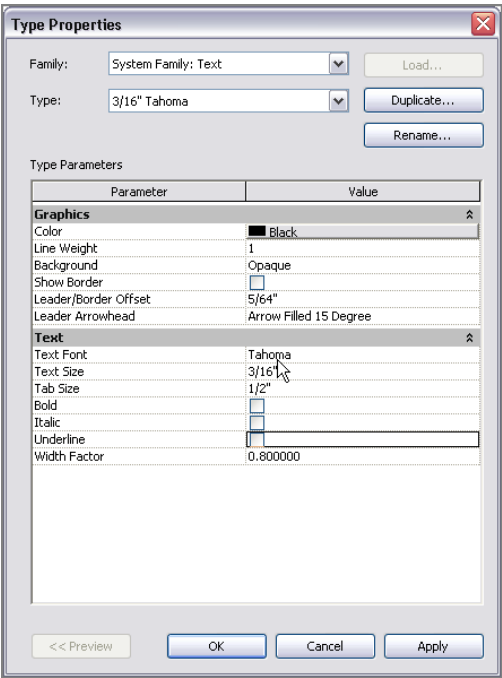 Type Properties
Family: System Family: Text Load...
Type: 3/16" Tahoma Duplicate...
Rename...
Type Parameters
Parameter Value
Graphics
Color Black
Line Weight 1
Background Opaque
Show Border
Leader/Border Offset 5/64"
Leader Arrowhead Arrow Filled 15 Degree
Text
Text Font Tahoma
Text Size 3/16"
Tab Size 1/2"
Bold
Italic
Underline
Width Factor 0.800000
<< Preview OK Cancel Apply